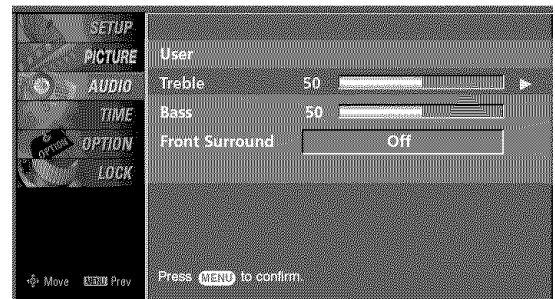 SETUP
PICTURE
AUDIO
TIME
OPTION
OPTION
LOCK
Move MENU Prev
User
Treble 50
Bass 50
Front Surround Off
Press MENU to confirm.